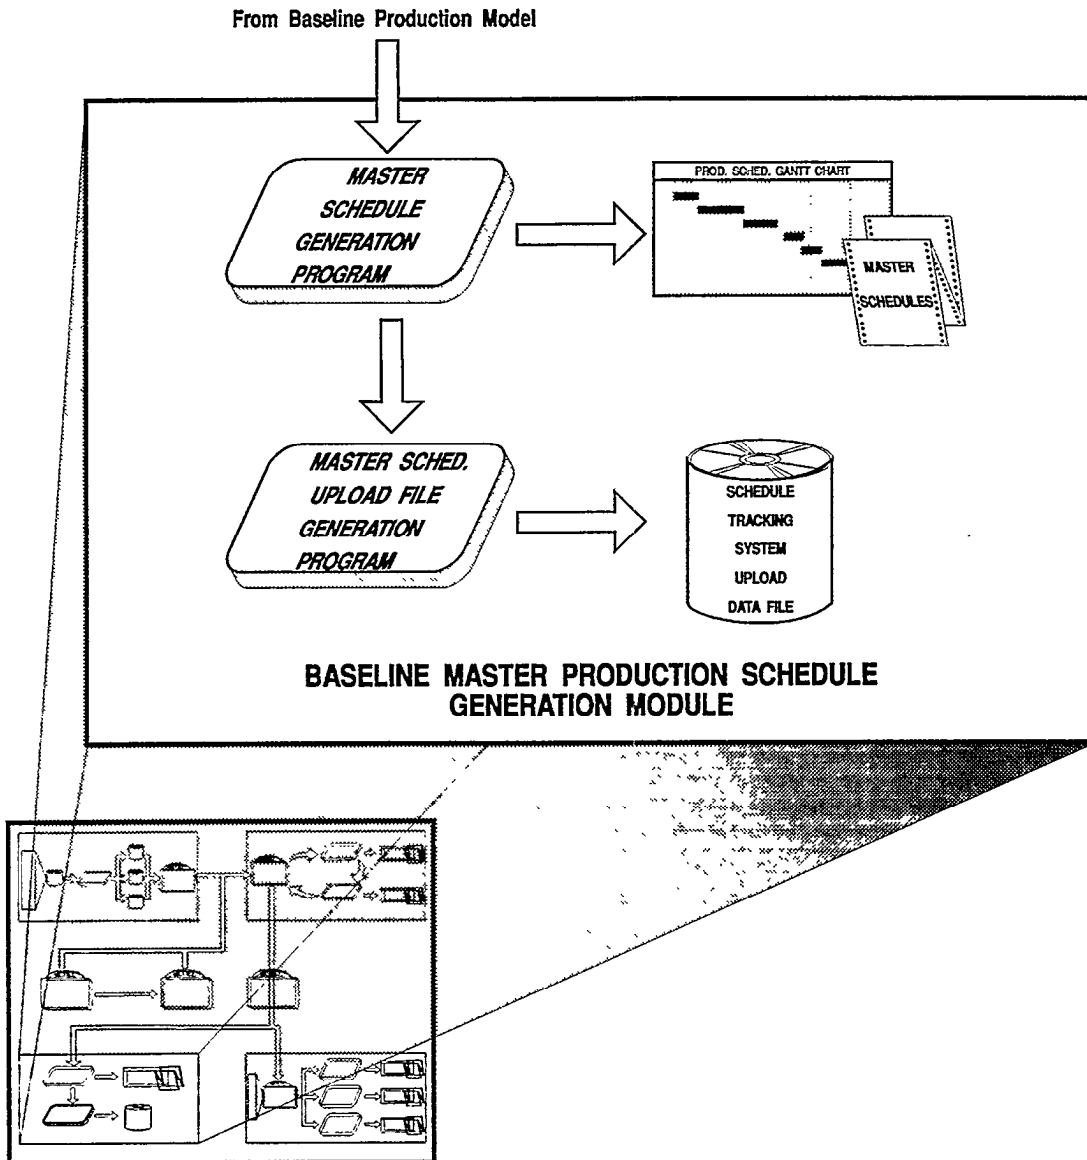 From Baseline Production Model
MASTER
SCHEDULE
GENERATION
PROGRAM
PROD. SCHED. GANTT CHART
MASTER
SCHEDULES
MASTER SCHED.
UPLOAD FILE
GENERATION
PROGRAM
SCHEDULE
TRACKING
SYSTEM
UPLOAD
DATA FILE
BASELINE MASTER PRODUCTION SCHEDULE
GENERATION MODULE